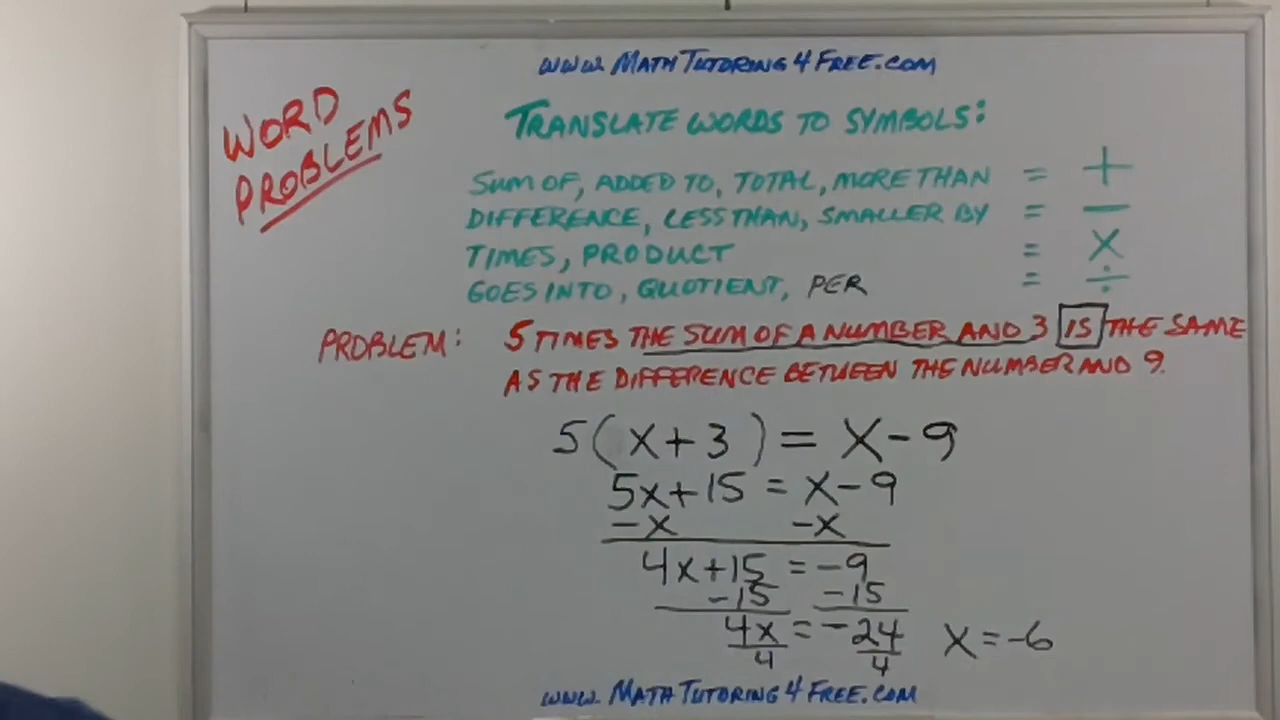 www.MathTutoring4Free.com
WORD
PROBLEMS
TRANSLATE WORDS TO SYMBOLS:
SUM OF, ADDED TO, TOTAL, MORE THAN = +
DIFFERENCE, LESS THAN, SMALLER BY = −
TIMES, PRODUCT = X
GOES INTO, QUOTIENT, PER = ÷
PROBLEM: 5 TIMES THE SUM OF A NUMBER AND 3 IS THE SAME
AS THE DIFFERENCE BETWEEN THE NUMBER AND 9.
5(x+3) = x-9
5x+15 = x-9
-x -x
4x+15 = -9
-15 -15
4x = -24 x = -6
4 4
www.MathTutoring4Free.com